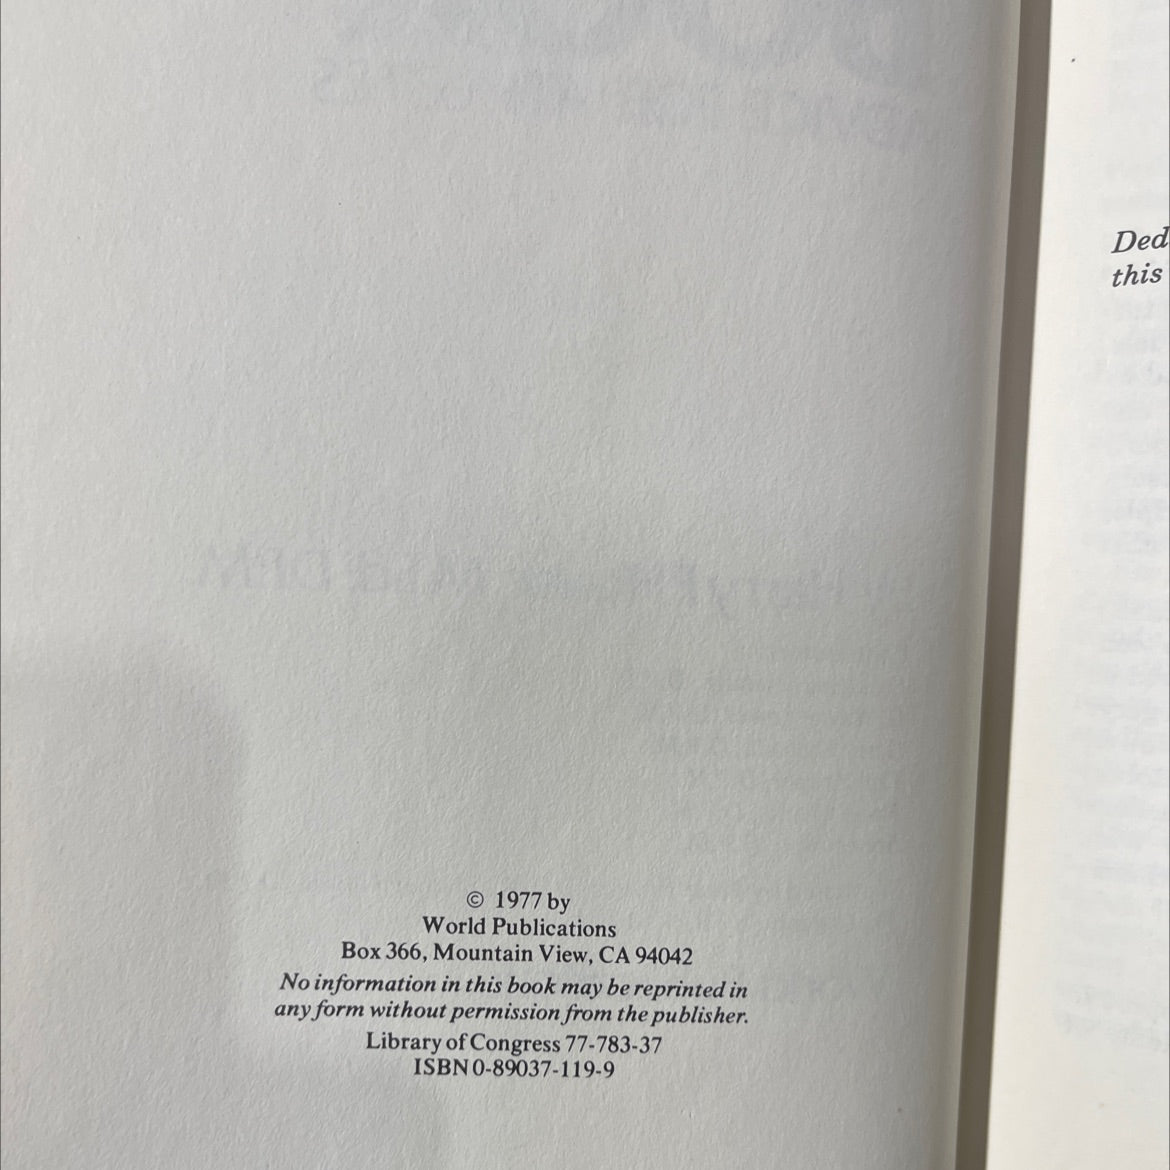 © 1977 by
World Publications
Box 366, Mountain View, CA 94042
No information in this book may be reprinted in
any form without permission from the publisher.
Library of Congress 77-783-37
ISBN 0-89037-119-9
Ded
this